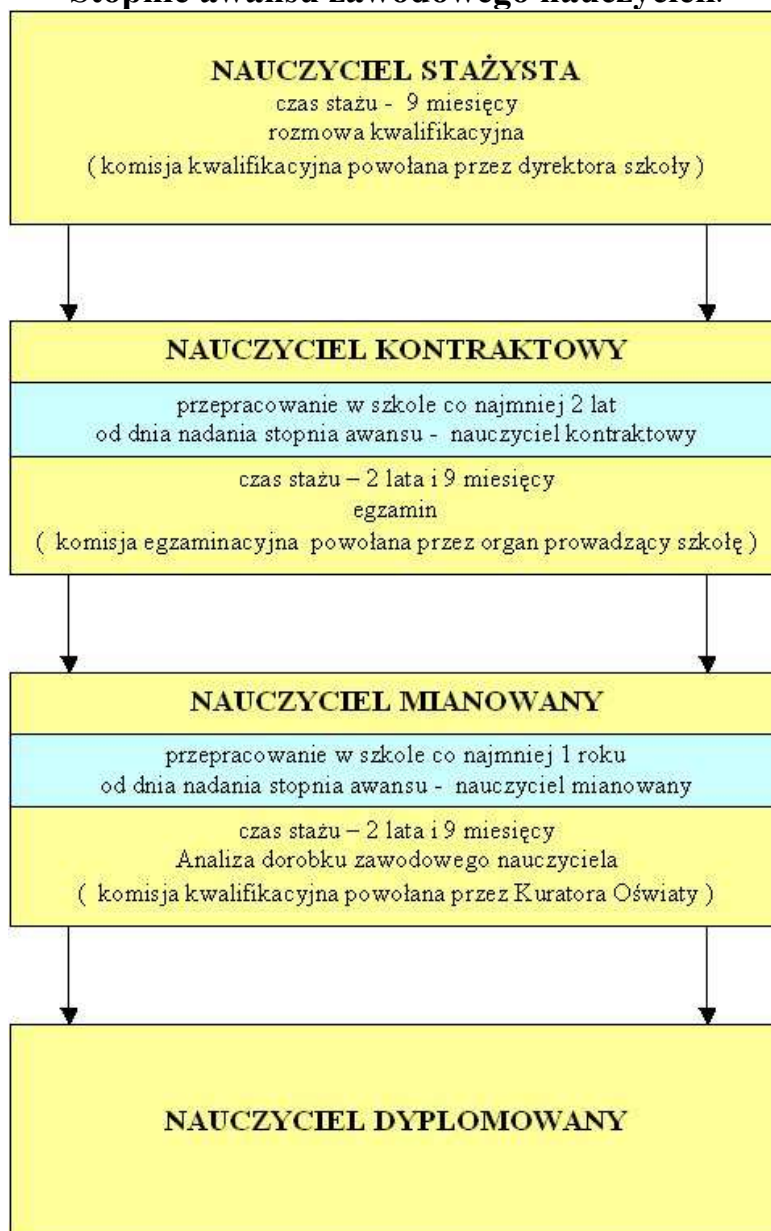 Stopnie awansu zawodowego nauczycieli.
NAUCZYCIEL STAŻYSTA
czas stażu - 9 miesięcy
rozmowa kwalifikacyjna
( komisja kwalifikacyjna powołana przez dyrektora szkoły )
NAUCZYCIEL KONTRAKTOWY
przepracowanie w szkole co najmniej 2 lat
od dnia nadania stopnia awansu - nauczyciel kontraktowy
czas stażu – 2 lata i 9 miesięcy
egzamin
( komisja egzaminacyjna powołana przez organ prowadzący szkołę )
NAUCZYCIEL MIANOWANY
przepracowanie w szkole co najmniej 1 roku
od dnia nadania stopnia awansu - nauczyciel mianowany
czas stażu – 2 lata i 9 miesięcy
Analiza dorobku zawodowego nauczyciela
( komisja kwalifikacyjna powołana przez Kuratora Oświaty )
NAUCZYCIEL DYPLOMOWANY